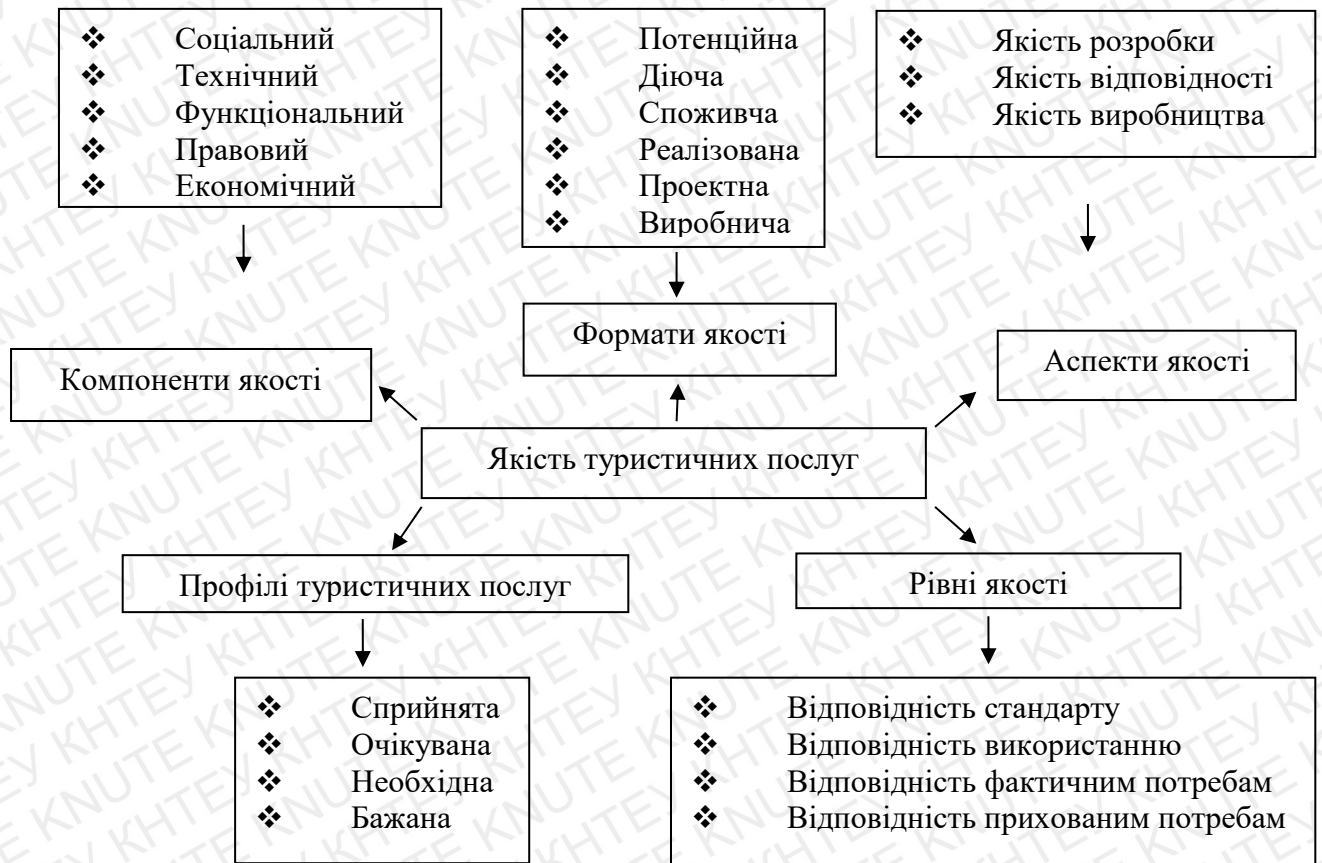 ❖ Соціальний
❖ Технічний
❖ Функціональний
❖ Правовий
❖ Економічний
❖ Потенційна
❖ Діюча
❖ Споживча
❖ Реалізована
❖ Проектна
❖ Виробнича
❖ Якість розробки
❖ Якість відповідності
❖ Якість виробництва
Формати якості
Компоненти якості
Аспекти якості
Якість туристичних послуг
Профілі туристичних послуг
Рівні якості
❖ Сприйнята
❖ Очікувана
❖ Необхідна
❖ Бажана
❖ Відповідність стандарту
❖ Відповідність використанню
❖ Відповідність фактичним потребам
❖ Відповідність прихованим потребам